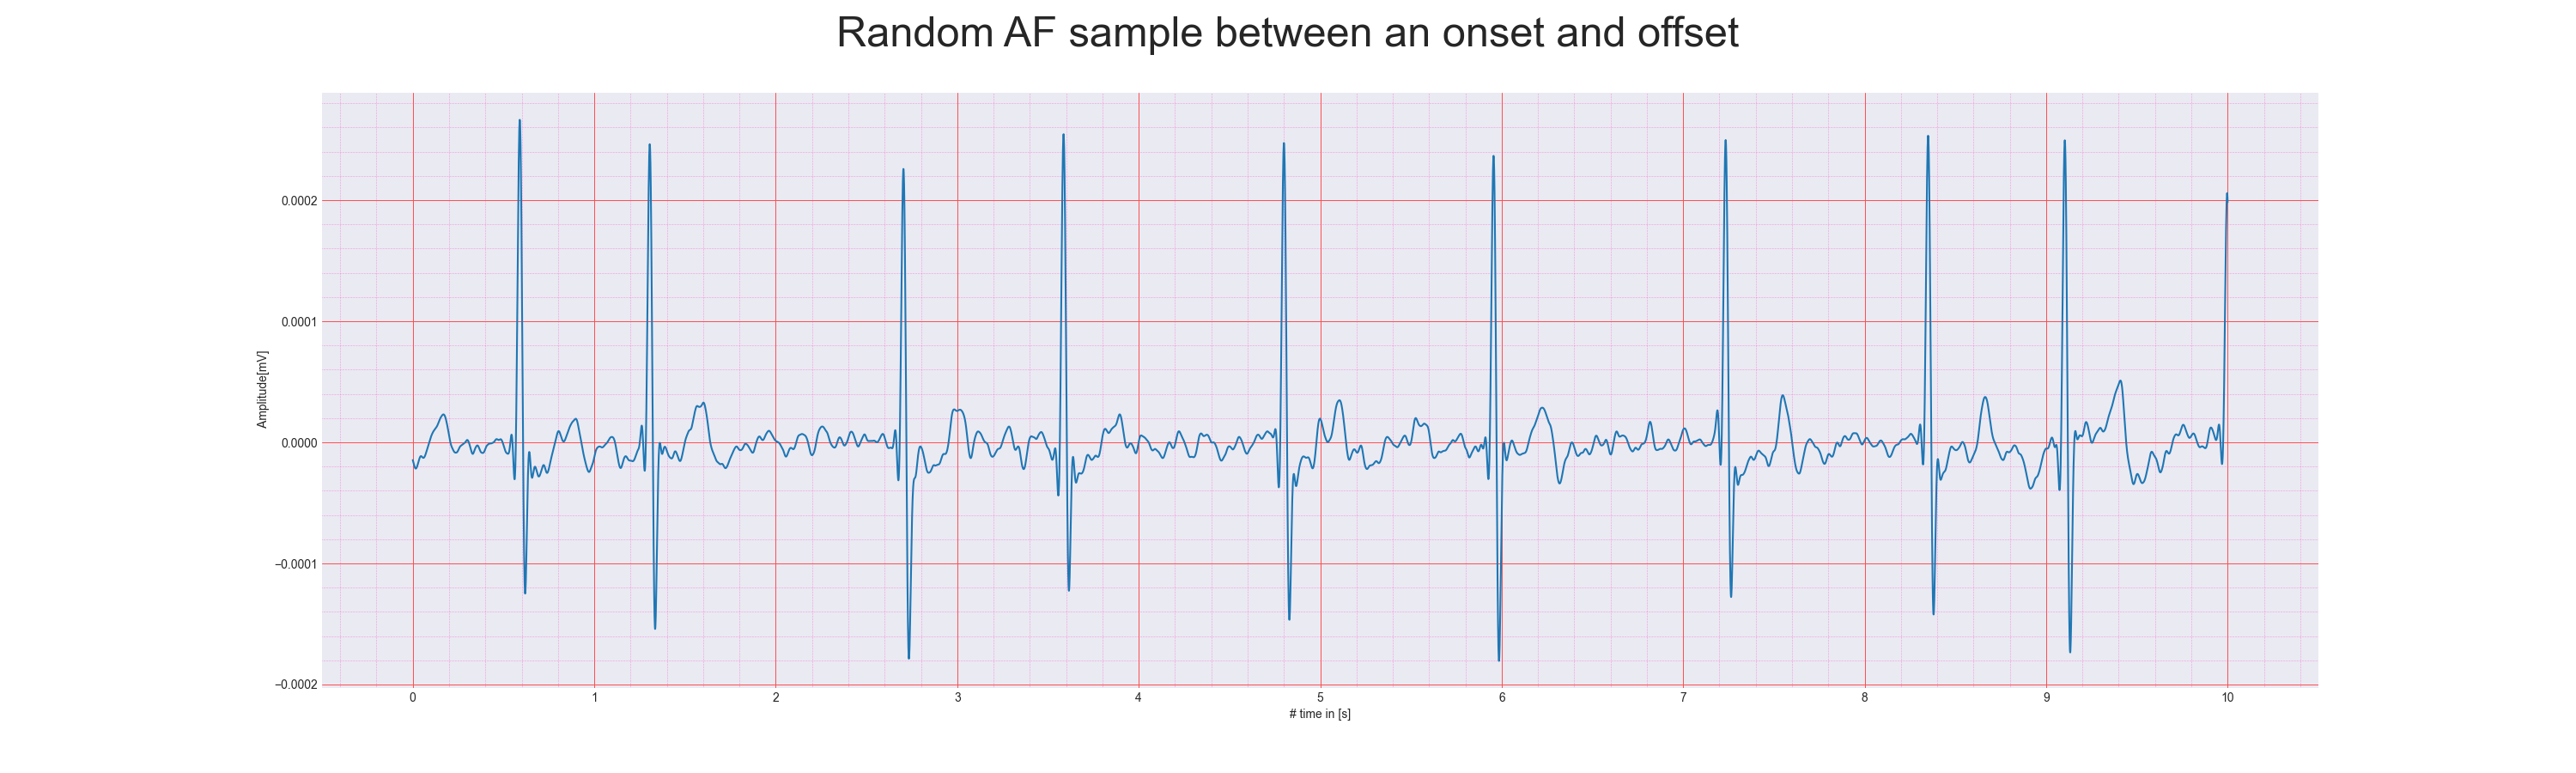 Random AF sample between an onset and offset
0.0002
0.0001
0.0000
−0.0001
−0.0002
Amplitude[mV]
0 1 2 3 4 5 6 7 8 9 10
# time in [s]